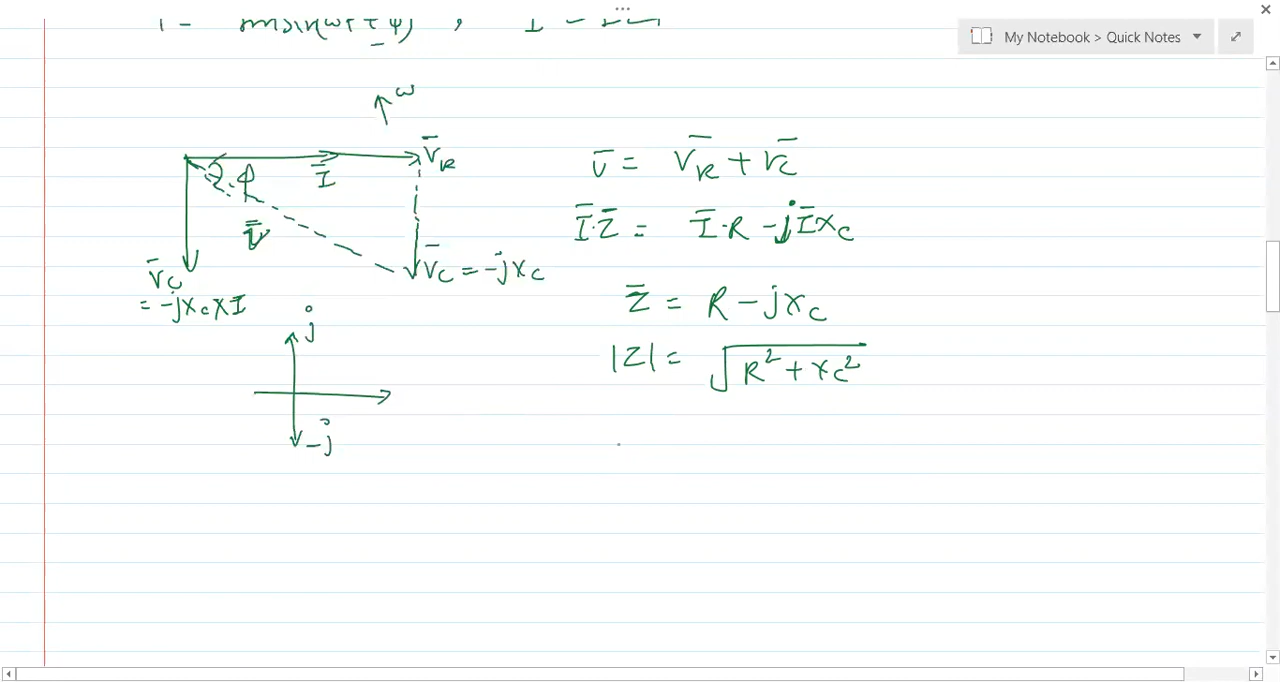 My Notebook > Quick Notes
ω
V̄R
Ī
φ
V̄
V̄C = -jXC
V̄C
= -jXC X I
j
-j
V̄ = V̄R + V̄C
Ī·Z̄ = Ī·R - jĪXC
Z̄ = R - jXC
|Z| = √(R² + XC²)